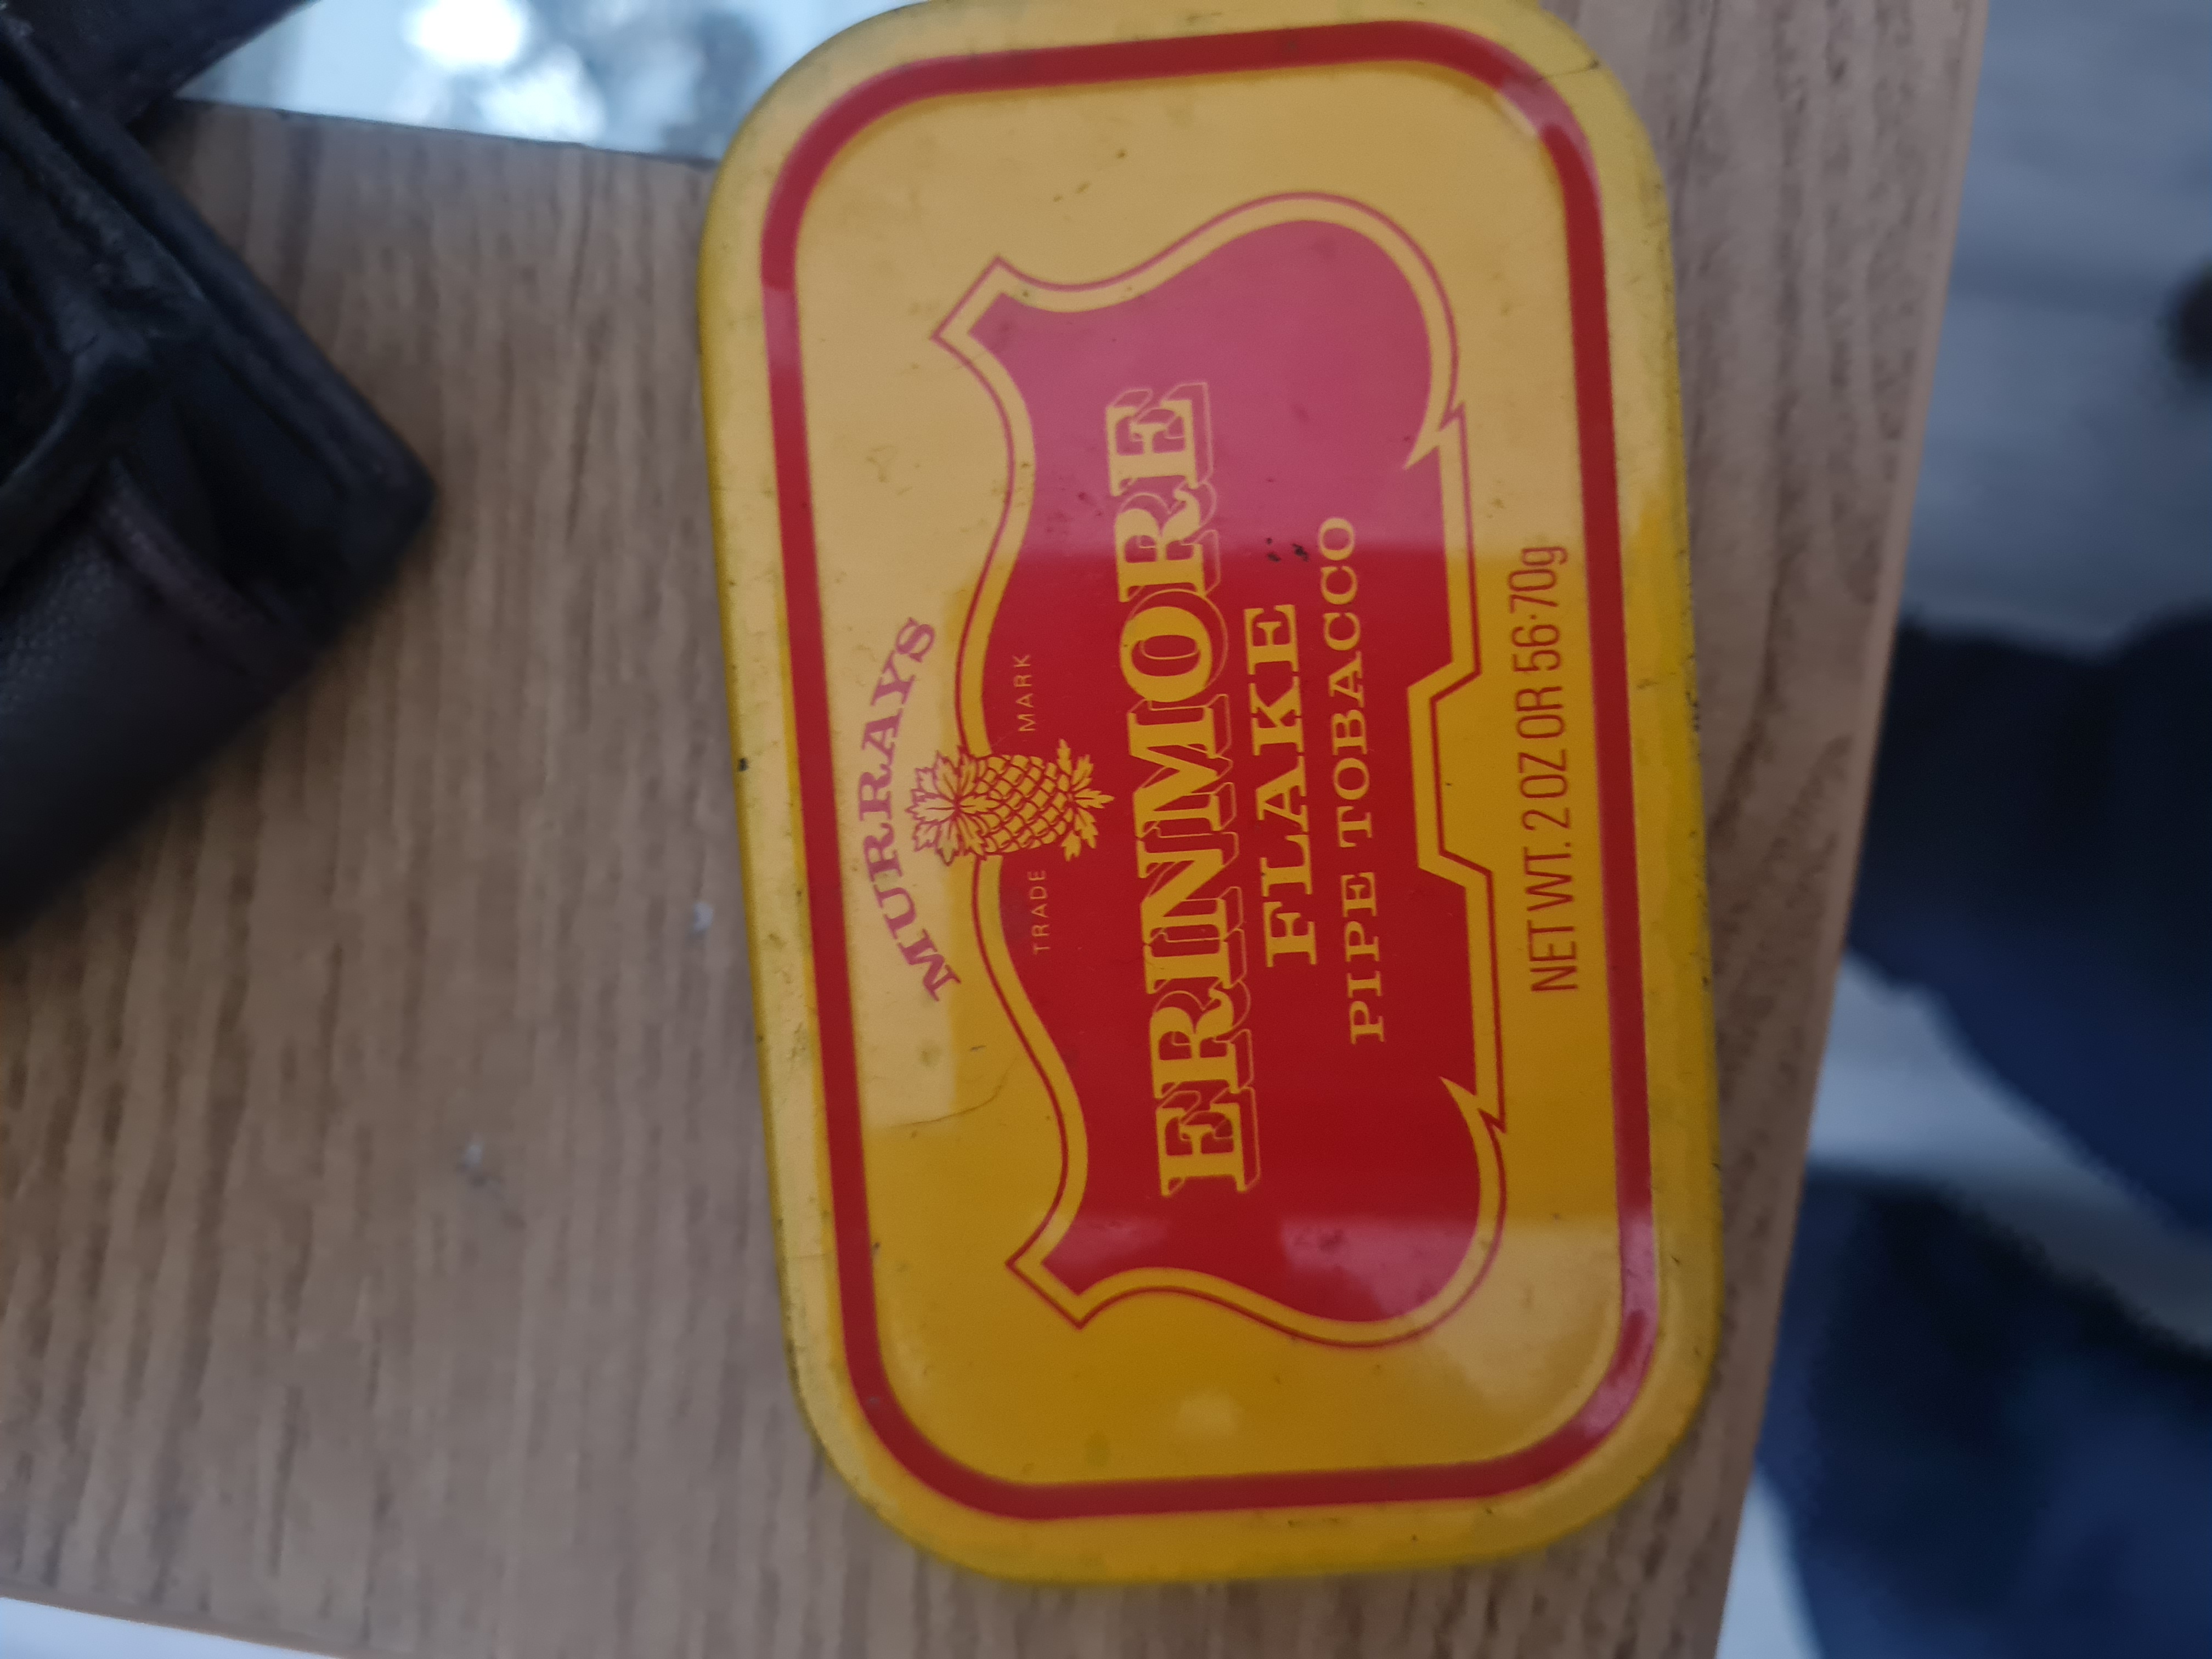 MURRAYS
TRADE MARK
ERINMORE
FLAKE
PIPE TOBACCO
NET WT. 2 OZ OR 56·70g